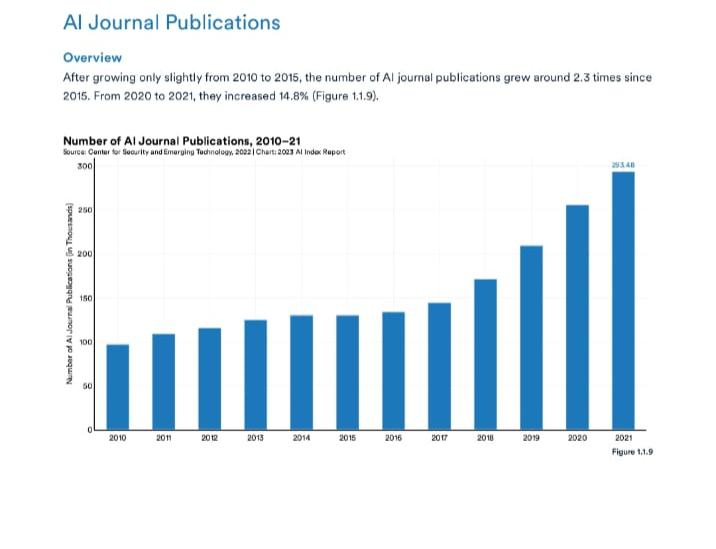 AI Journal Publications
Overview
After growing only slightly from 2010 to 2015, the number of AI journal publications grew around 2.3 times since
2015. From 2020 to 2021, they increased 14.8% (Figure 1.1.9).
Number of AI Journal Publications, 2010–21
Source: Center for Security and Emerging Technology, 2022 | Chart: 2023 AI Index Report
293.48
300
250
200
150
100
50
0
Number of AI Journal Publications (in Thousands)
2010 2011 2012 2013 2014 2015 2016 2017 2018 2019 2020 2021
Figure 1.1.9